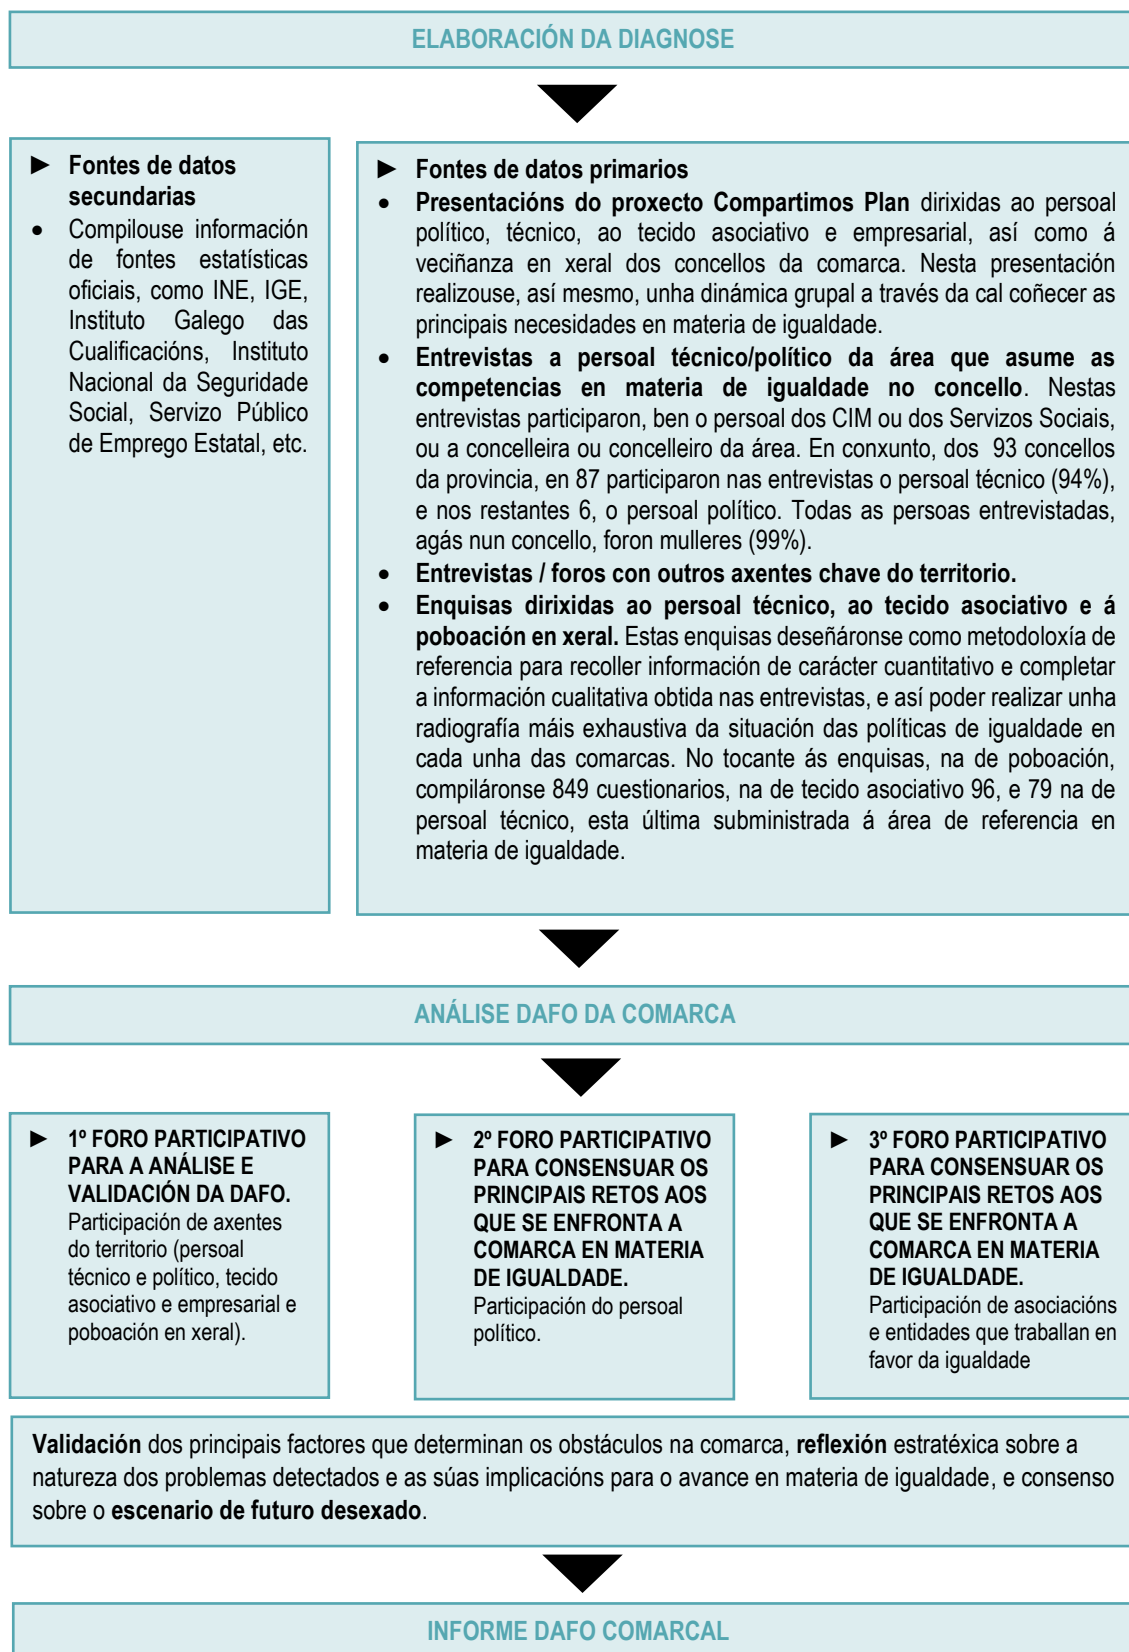 ELABORACIÓN DA DIAGNOSE
► Fontes de datos
secundarias
• Compilouse información
de fontes estatísticas
oficiais, como INE, IGE,
Instituto Galego das
Cualificacións, Instituto
Nacional da Seguridade
Social, Servizo Público
de Emprego Estatal, etc.
► Fontes de datos primarios
• Presentacións do proxecto Compartimos Plan dirixidas ao persoal
político, técnico, ao tecido asociativo e empresarial, así como á
veciñanza en xeral dos concellos da comarca. Nesta presentación
realizouse, así mesmo, unha dinámica grupal a través da cal coñecer as
principais necesidades en materia de igualdade.
• Entrevistas a persoal técnico/político da área que asume as
competencias en materia de igualdade no concello. Nestas
entrevistas participaron, ben o persoal dos CIM ou dos Servizos Sociais,
ou a concelleira ou concelleiro da área. En conxunto, dos 93 concellos
da provincia, en 87 participaron nas entrevistas o persoal técnico (94%),
e nos restantes 6, o persoal político. Todas as persoas entrevistadas,
agás nun concello, foron mulleres (99%).
• Entrevistas / foros con outros axentes chave do territorio.
• Enquisas dirixidas ao persoal técnico, ao tecido asociativo e á
poboación en xeral. Estas enquisas deseñáronse como metodoloxía de
referencia para recoller información de carácter cuantitativo e completar
a información cualitativa obtida nas entrevistas, e así poder realizar unha
radiografía máis exhaustiva da situación das políticas de igualdade en
cada unha das comarcas. No tocante ás enquisas, na de poboación,
compiláronse 849 cuestionarios, na de tecido asociativo 96, e 79 na de
persoal técnico, esta última subministrada á área de referencia en
materia de igualdade.
ANÁLISE DAFO DA COMARCA
► 1º FORO PARTICIPATIVO
PARA A ANÁLISE E
VALIDACIÓN DA DAFO.
Participación de axentes
do territorio (persoal
técnico e político, tecido
asociativo e empresarial e
poboación en xeral).
► 2º FORO PARTICIPATIVO
PARA CONSENSUAR OS
PRINCIPAIS RETOS AOS
QUE SE ENFRONTA A
COMARCA EN MATERIA
DE IGUALDADE.
Participación do persoal
político.
► 3º FORO PARTICIPATIVO
PARA CONSENSUAR OS
PRINCIPAIS RETOS AOS
QUE SE ENFRONTA A
COMARCA EN MATERIA
DE IGUALDADE.
Participación de asociacións
e entidades que traballan en
favor da igualdade
Validación dos principais factores que determinan os obstáculos na comarca, reflexión estratéxica sobre a
natureza dos problemas detectados e as súas implicacións para o avance en materia de igualdade, e consenso
sobre o escenario de futuro desexado.
INFORME DAFO COMARCAL